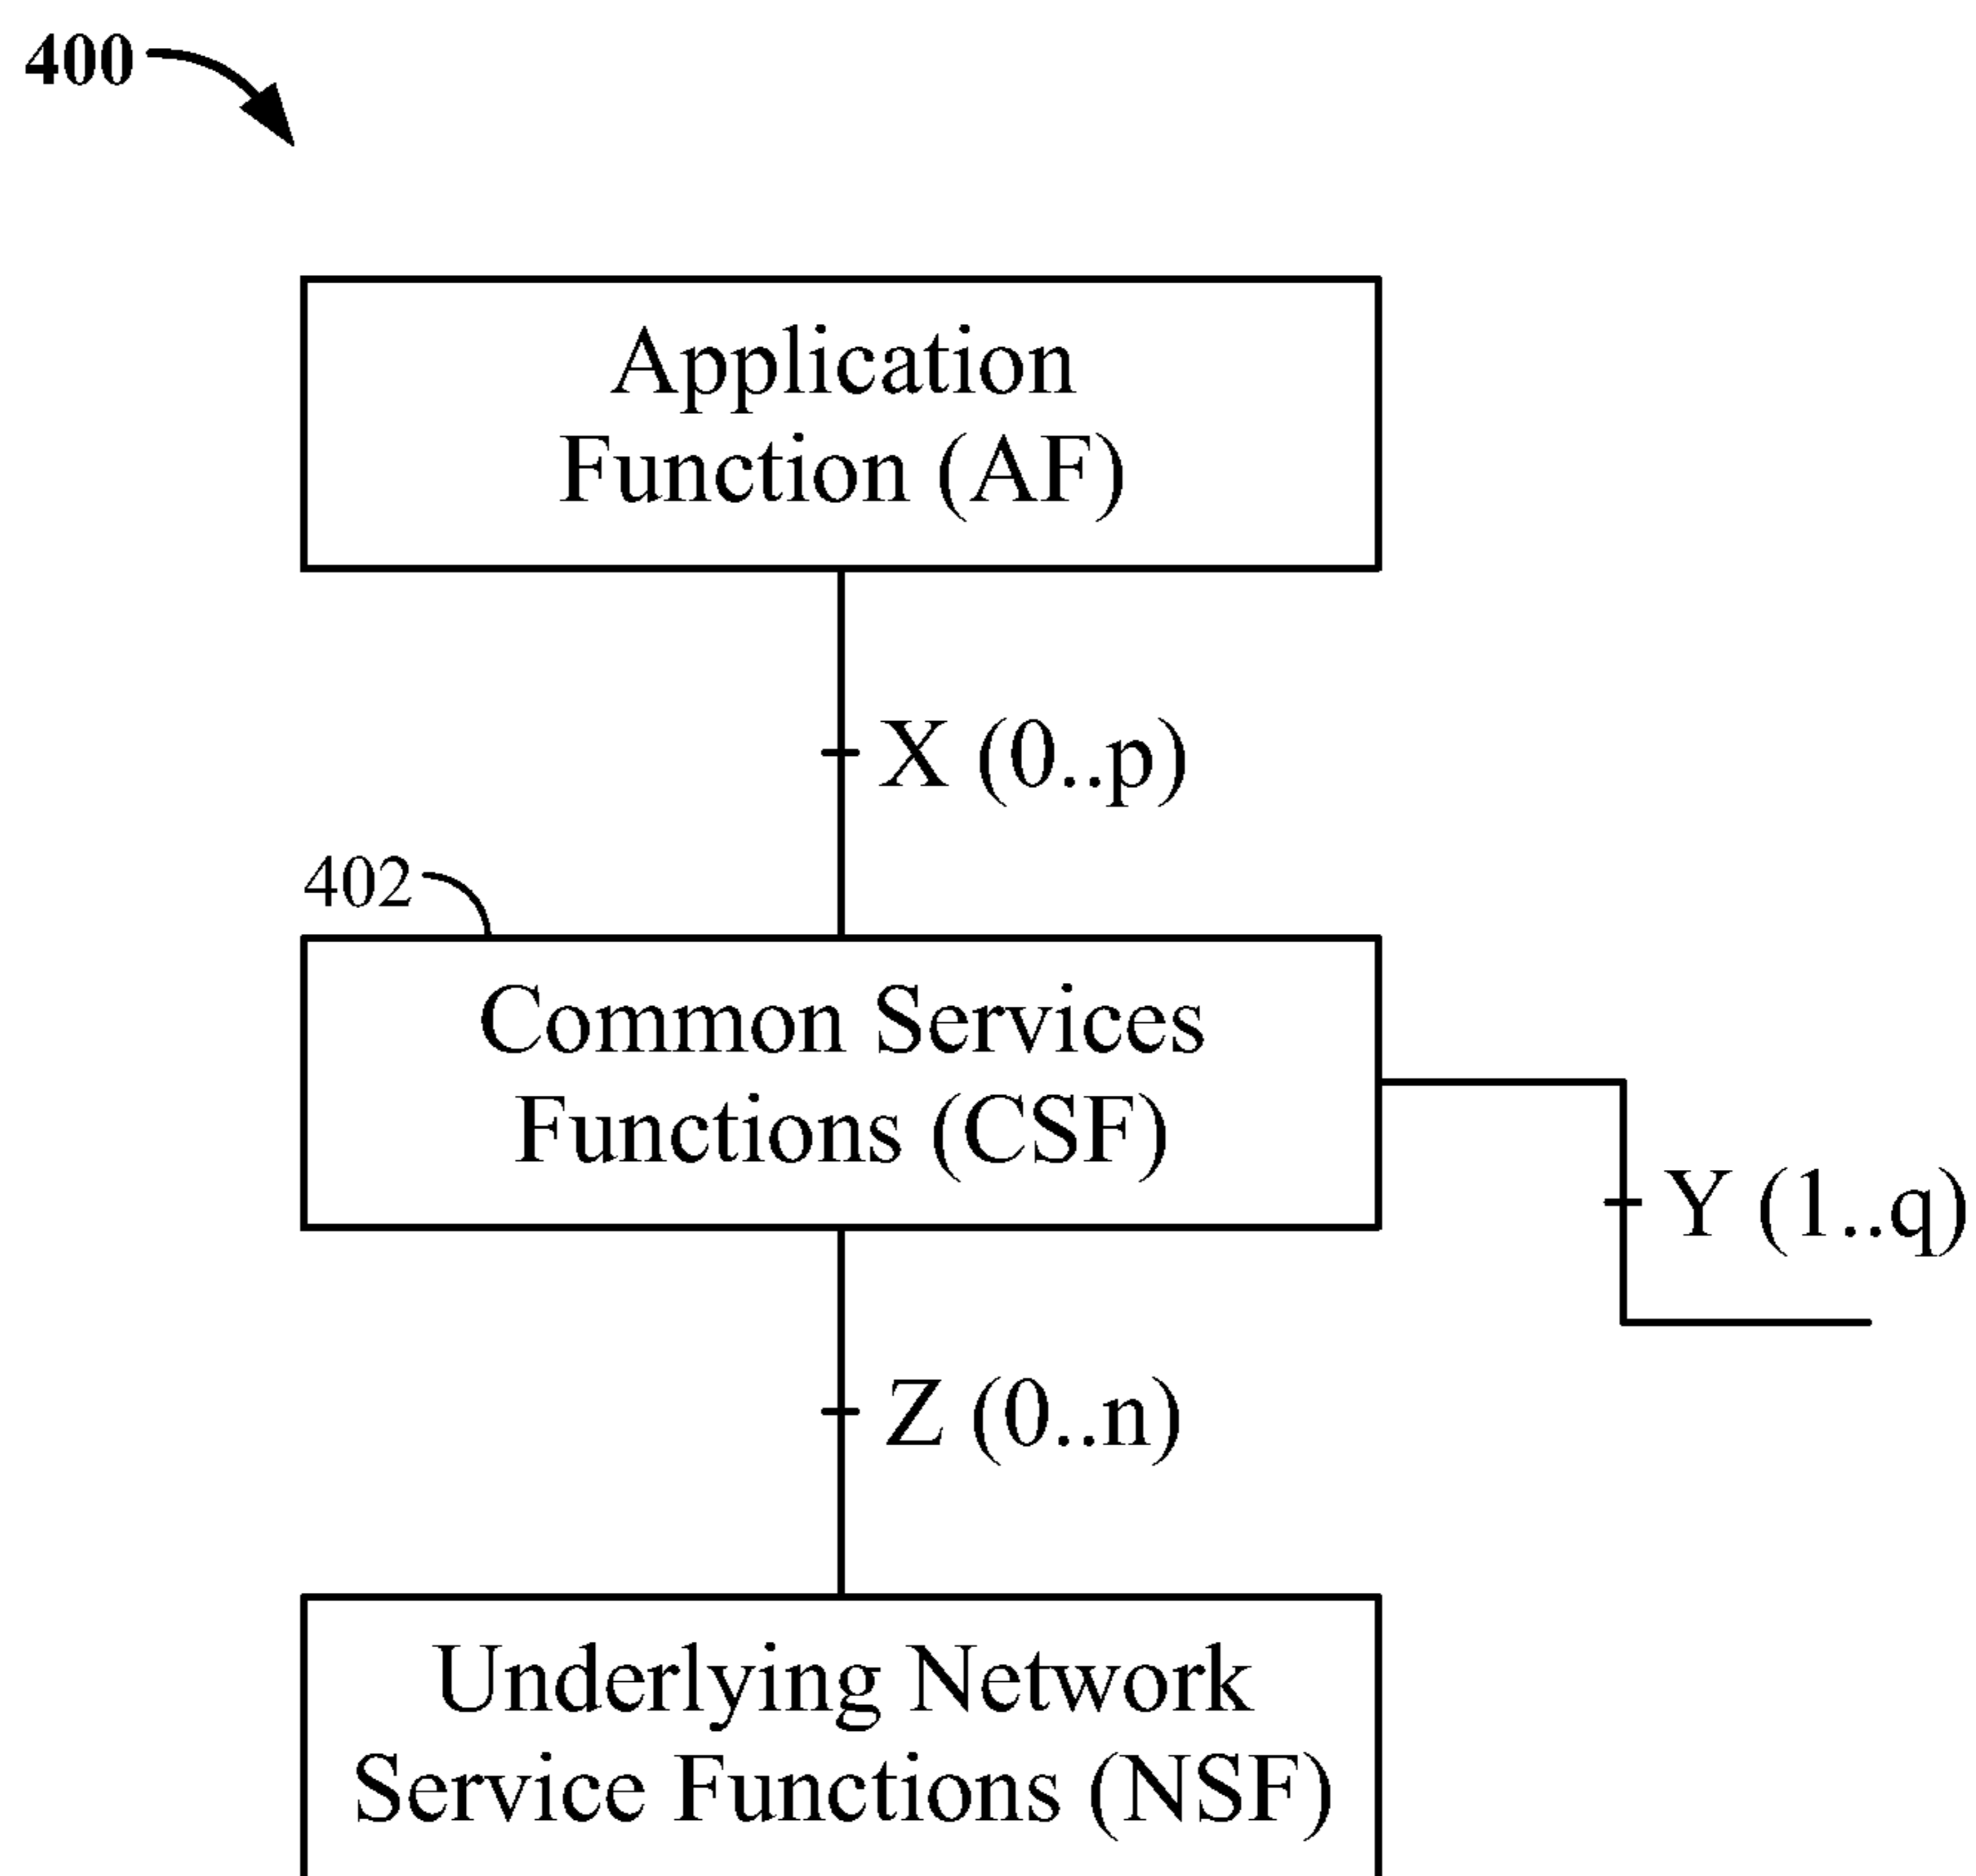 400
Application
Function (AF)
X (0..p)
402
Common Services
Functions (CSF)
Y (1..q)
Z (0..n)
Underlying Network
Service Functions (NSF)